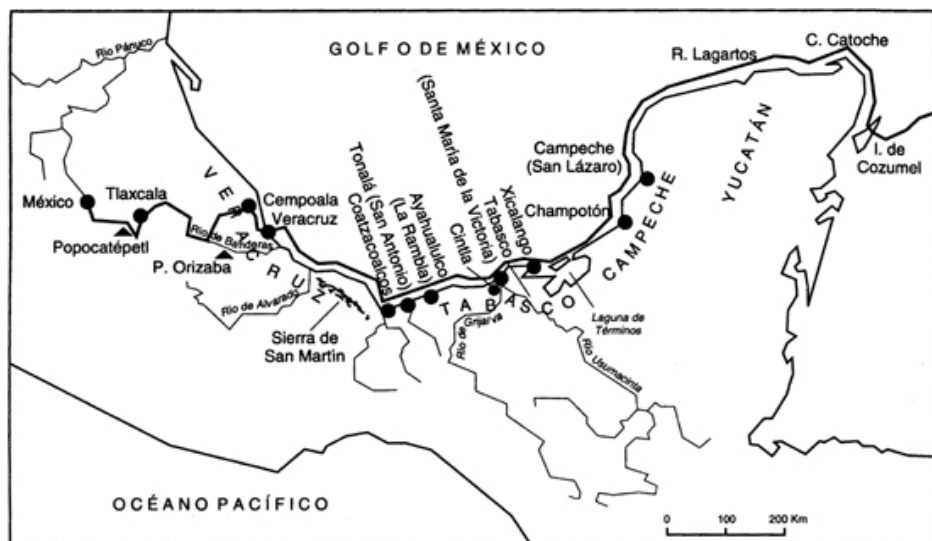 GOLFO DE MÉXICO
C. Catoche
R. Lagartos
Río Pánuco
(Santa María de la Victoria)
Tabasco
Cintla
Xicalango
YUCATÁN
I. de
Cozumel
Campeche
(San Lázaro)
Champotón
CAMPECHE
Ayahualulco
(La Rambla)
Tonalá (San Antonio)
Coatzacoalcos
México
Tlaxcala
Popocatépetl
P. Orizaba
VERACRUZ
Cempoala
Veracruz
Río de Banderas
Río de Alvarado
Sierra de
San Martín
TABASCO
Laguna de
Términos
Río de Grijalva
Río Usumacinta
OCÉANO PACÍFICO
0 100 200 Km